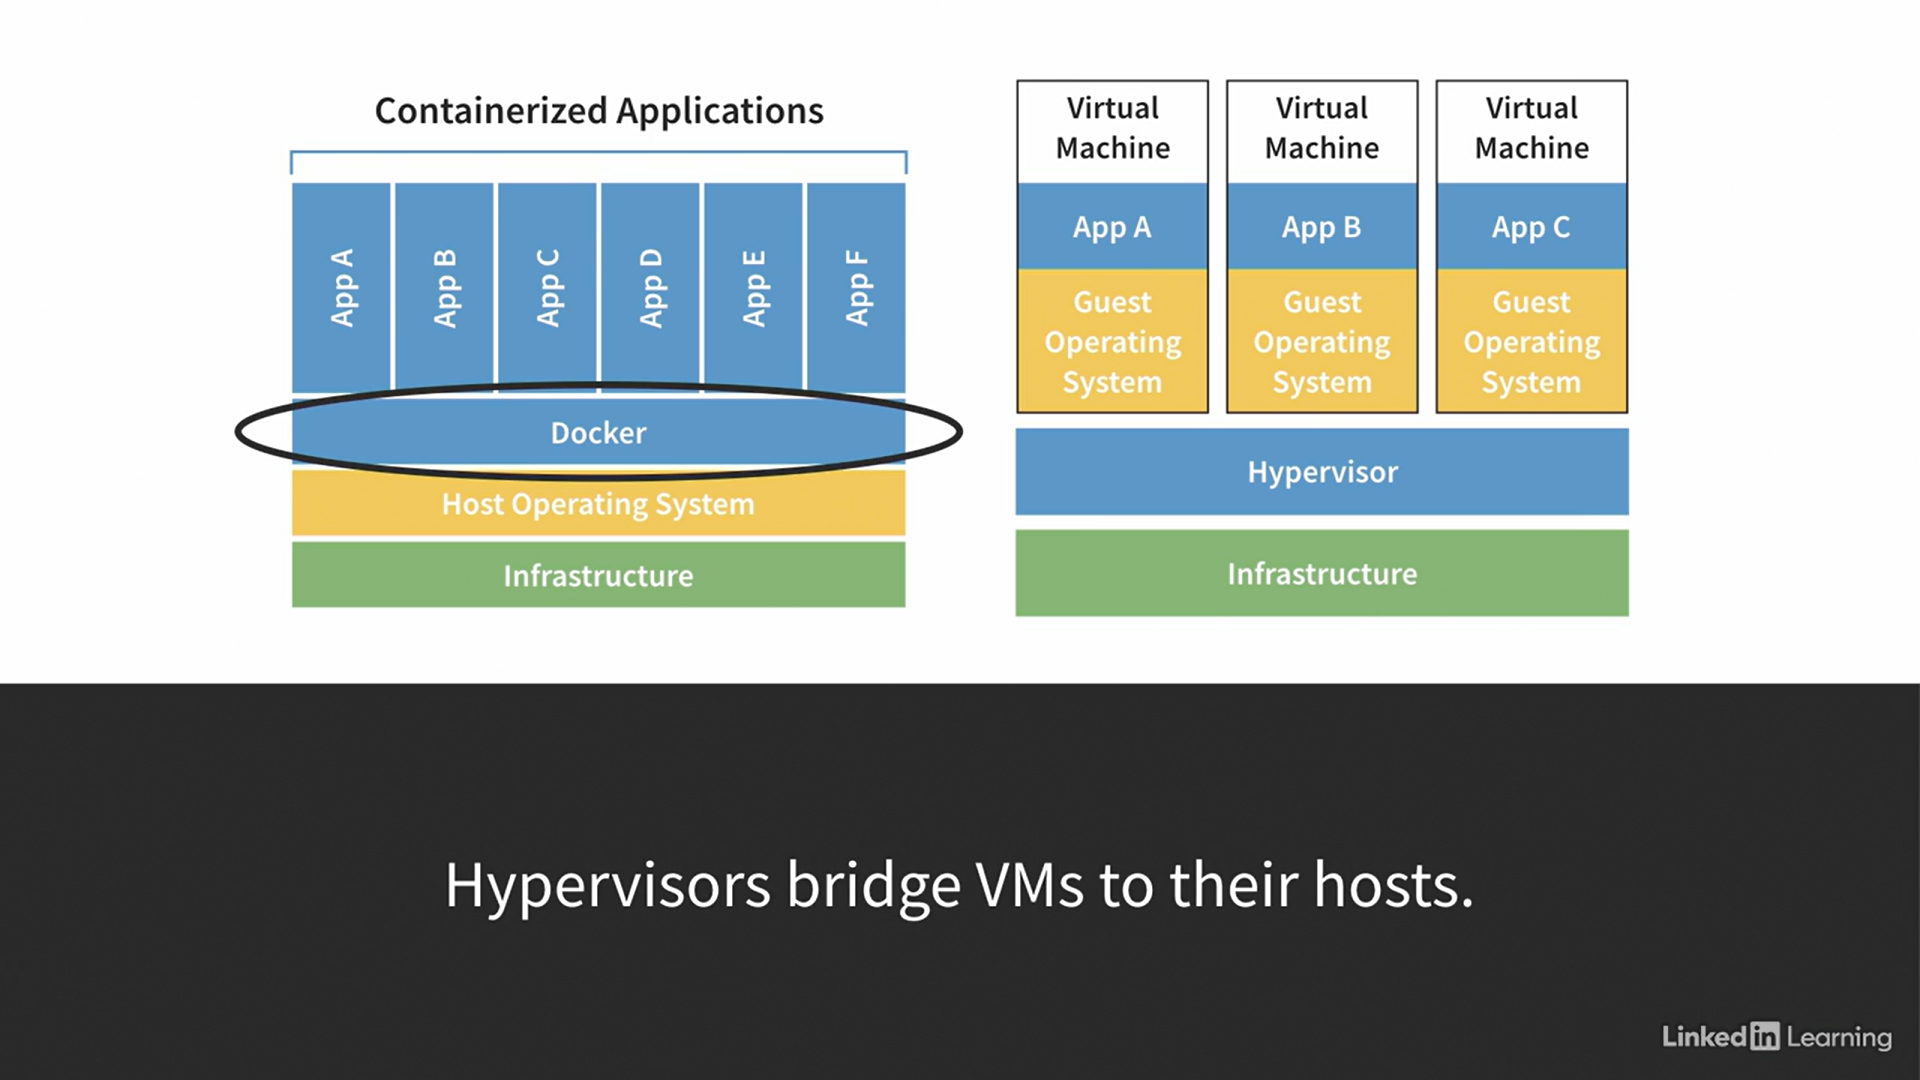 Containerized Applications
App A
App B
App C
App D
App E
App F
Docker
Host Operating System
Infrastructure
Virtual
Machine
App A
Guest
Operating
System
Virtual
Machine
App B
Guest
Operating
System
Virtual
Machine
App C
Guest
Operating
System
Hypervisor
Infrastructure
Hypervisors bridge VMs to their hosts.
Linked in Learning